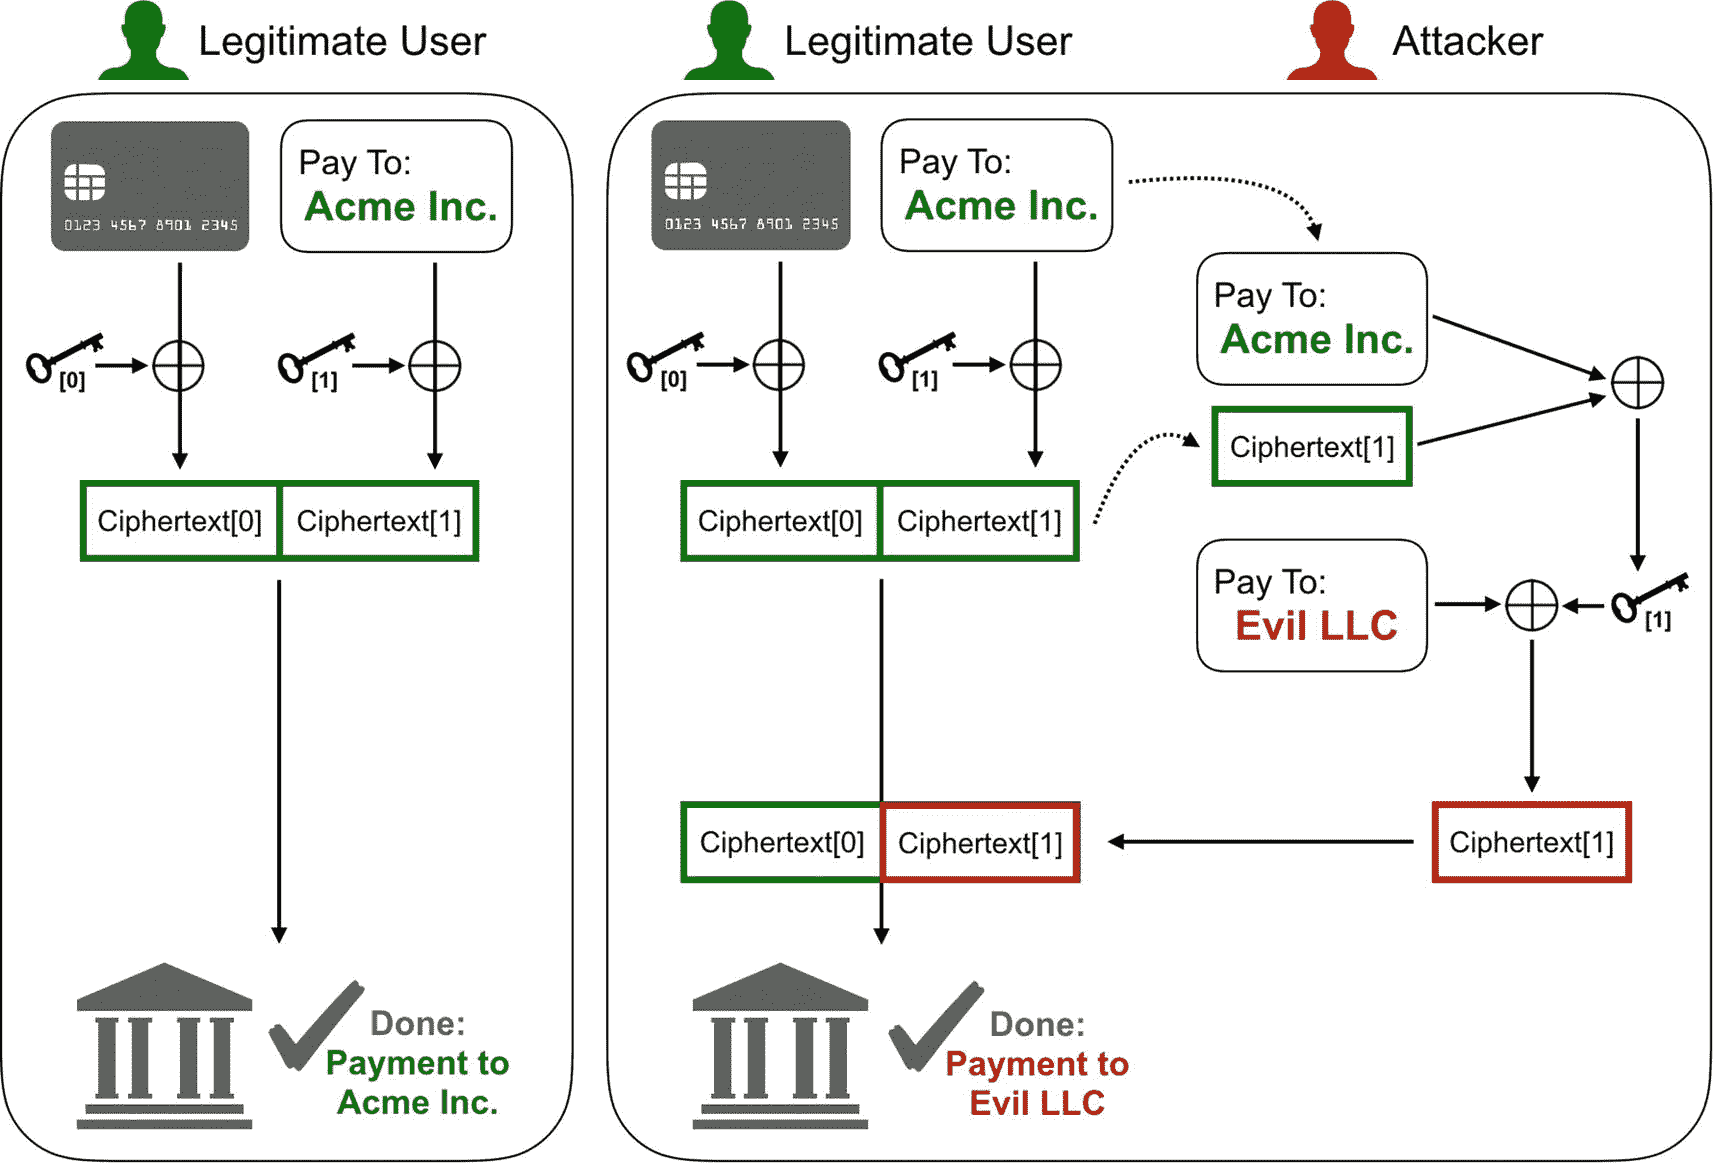 Legitimate User
0123 4567 8901 2345
Pay To:
Acme Inc.
[0]
[1]
Ciphertext[0]
Ciphertext[1]
Done:
Payment to
Acme Inc.
Legitimate User
Attacker
0123 4567 8901 2345
Pay To:
Acme Inc.
[0]
[1]
Ciphertext[0]
Ciphertext[1]
Pay To:
Acme Inc.
Ciphertext[1]
Pay To:
Evil LLC
[1]
Ciphertext[0]
Ciphertext[1]
Ciphertext[1]
Done:
Payment to
Evil LLC